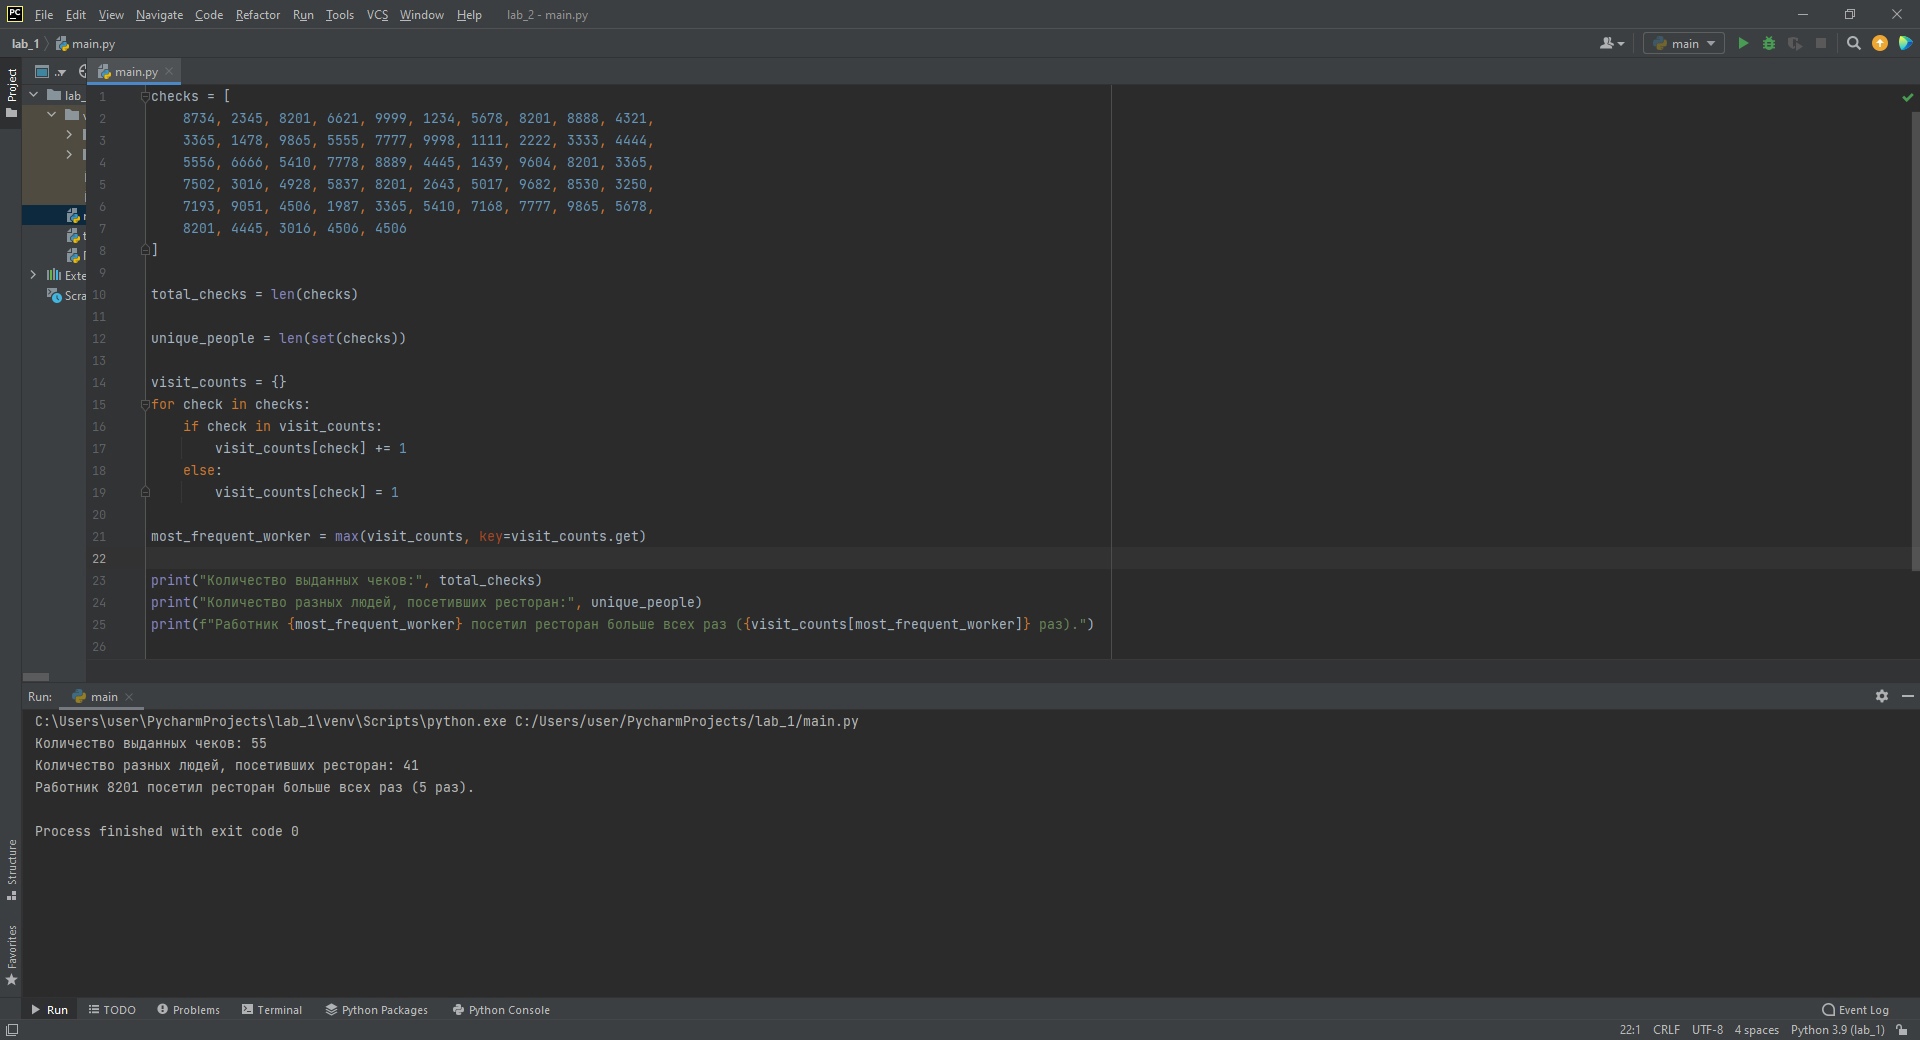 PC File Edit View Navigate Code Refactor Run Tools VCS Window Help lab_2 - main.py
lab_1 main.py
main
Project
main.py
lab_
Exte
Scra
1 checks = [
2 8734, 2345, 8201, 6621, 9999, 1234, 5678, 8201, 8888, 4321,
3 3365, 1478, 9865, 5555, 7777, 9998, 1111, 2222, 3333, 4444,
4 5556, 6666, 5410, 7778, 8889, 4445, 1439, 9604, 8201, 3365,
5 7502, 3016, 4928, 5837, 8201, 2643, 5017, 9682, 8530, 3250,
6 7193, 9051, 4506, 1987, 3365, 5410, 7168, 7777, 9865, 5678,
7 8201, 4445, 3016, 4506, 4506
8 ]
9
10 total_checks = len(checks)
11
12 unique_people = len(set(checks))
13
14 visit_counts = {}
15 for check in checks:
16 if check in visit_counts:
17 visit_counts[check] += 1
18 else:
19 visit_counts[check] = 1
20
21 most_frequent_worker = max(visit_counts, key=visit_counts.get)
22
23 print("Количество выданных чеков:", total_checks)
24 print("Количество разных людей, посетивших ресторан:", unique_people)
25 print(f"Работник {most_frequent_worker} посетил ресторан больше всех раз ({visit_counts[most_frequent_worker]} раз).")
26
Run: main
C:\Users\user\PycharmProjects\lab_1\venv\Scripts\python.exe C:/Users/user/PycharmProjects/lab_1/main.py
Количество выданных чеков: 55
Количество разных людей, посетивших ресторан: 41
Работник 8201 посетил ресторан больше всех раз (5 раз).
Process finished with exit code 0
Structure
Favorites
Run TODO Problems Terminal Python Packages Python Console Event Log
22:1 CRLF UTF-8 4 spaces Python 3.9 (lab_1)